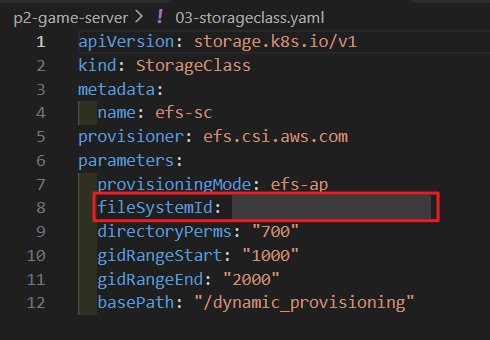 p2-game-server > ! 03-storageclass.yaml
1 apiVersion: storage.k8s.io/v1
2 kind: StorageClass
3 metadata:
4   name: efs-sc
5 provisioner: efs.csi.aws.com
6 parameters:
7   provisioningMode: efs-ap
8   fileSystemId:
9   directoryPerms: "700"
10   gidRangeStart: "1000"
11   gidRangeEnd: "2000"
12   basePath: "/dynamic_provisioning"